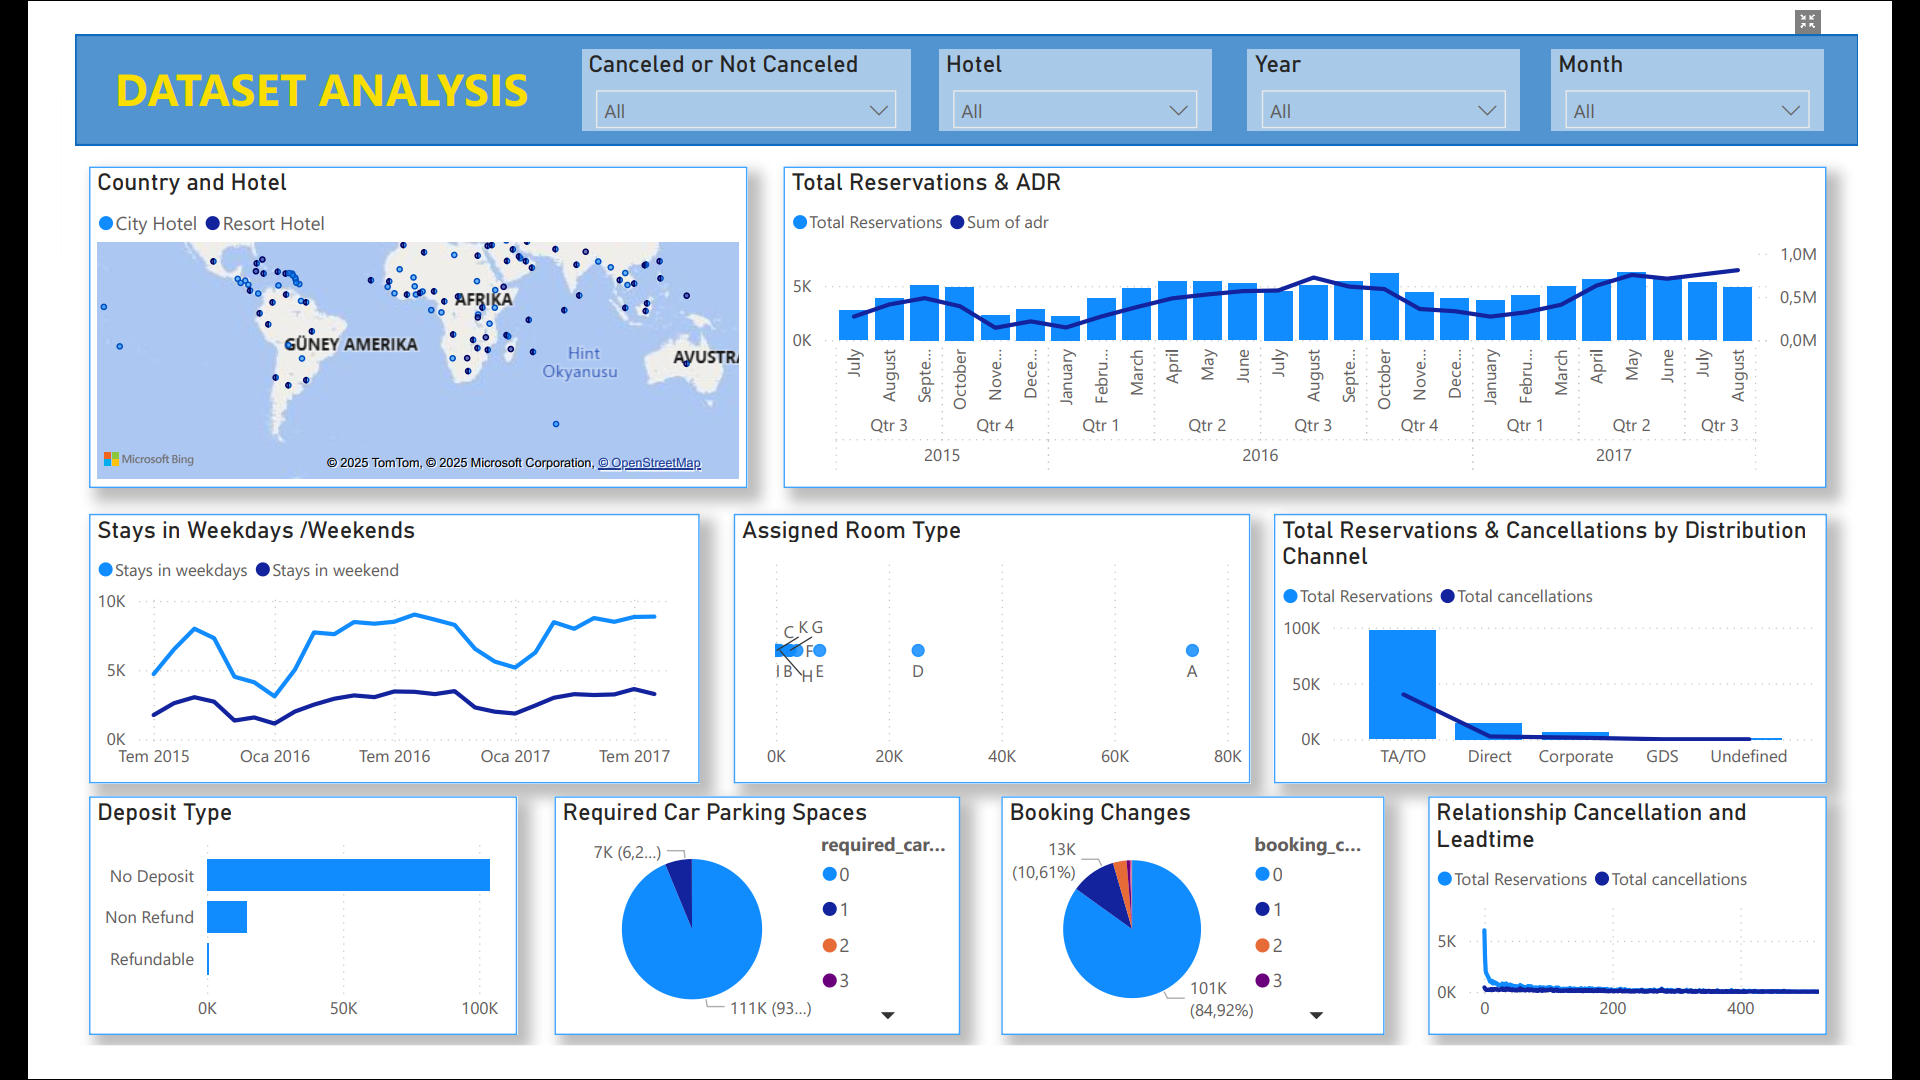 DATASET ANALYSIS
Canceled or Not Canceled
All
Hotel
All
Year
All
Month
All
Country and Hotel
City Hotel Resort Hotel
AFRIKA
GÜNEY AMERIKA
Hint
Okyanusu
AVUSTRA
Microsoft Bing
© 2025 TomTom, © 2025 Microsoft Corporation, © OpenStreetMap
Total Reservations & ADR
Total Reservations Sum of adr
1,0M
5K
0,5M
0K
0,0M
July August Septe... October Nove... Dece... January Febru... March April May June July August Septe... October Nove... Dece... January Febru... March April May June July August
Qtr 3 Qtr 4 Qtr 1 Qtr 2 Qtr 3 Qtr 4 Qtr 1 Qtr 2 Qtr 3
2015 2016 2017
Stays in Weekdays /Weekends
Stays in weekdays Stays in weekend
10K
5K
0K
Tem 2015 Oca 2016 Tem 2016 Oca 2017 Tem 2017
Assigned Room Type
C K G
F
I B H E D A
0K 20K 40K 60K 80K
Total Reservations & Cancellations by Distribution
Channel
Total Reservations Total cancellations
100K
50K
0K
TA/TO Direct Corporate GDS Undefined
Deposit Type
No Deposit
Non Refund
Refundable
0K 50K 100K
Required Car Parking Spaces
7K (6,2...)
111K (93...)
required_car...
0
1
2
3
Booking Changes
13K
(10,61%)
101K
(84,92%)
booking_c...
0
1
2
3
Relationship Cancellation and
Leadtime
Total Reservations Total cancellations
5K
0K
0 200 400